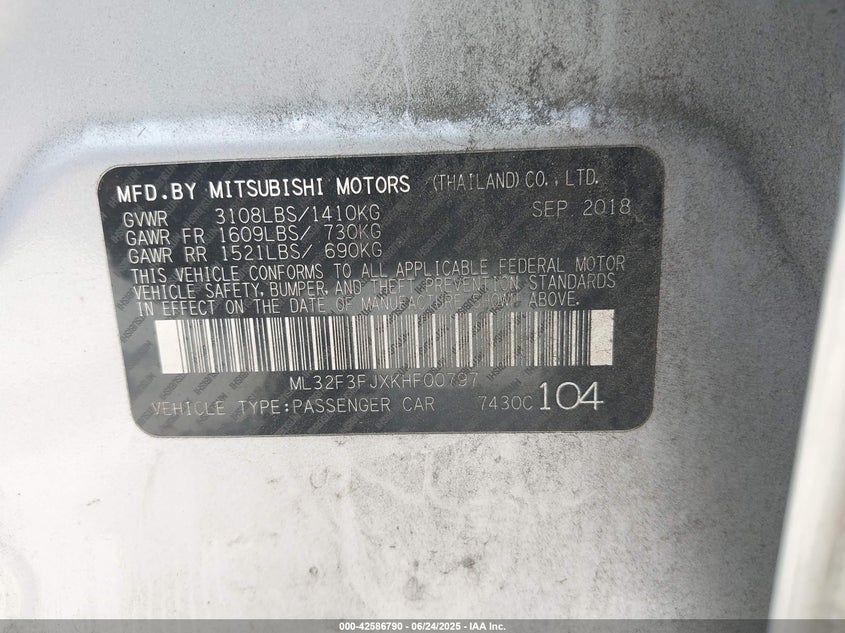 MFD.BY MITSUBISHI MOTORS (THAILAND) CO., LTD.
GVWR 3108LBS/1410KG SEP 2018
GAWR FR 1609LBS/ 730KG
GAWR RR 1521LBS/ 690KG
THIS VEHICLE CONFORMS TO ALL APPLICABLE FEDERAL MOTOR
VEHICLE SAFETY, BUMPER, AND THEFT PREVENTION STANDARDS
IN EFFECT ON THE DATE OF MANUFACTURE SHOWN ABOVE.
ML32F3FJXKHF00797
VEHICLE TYPE:PASSENGER CAR 7430C 104
000-42586790 - 06/24/2025 - IAA Inc.